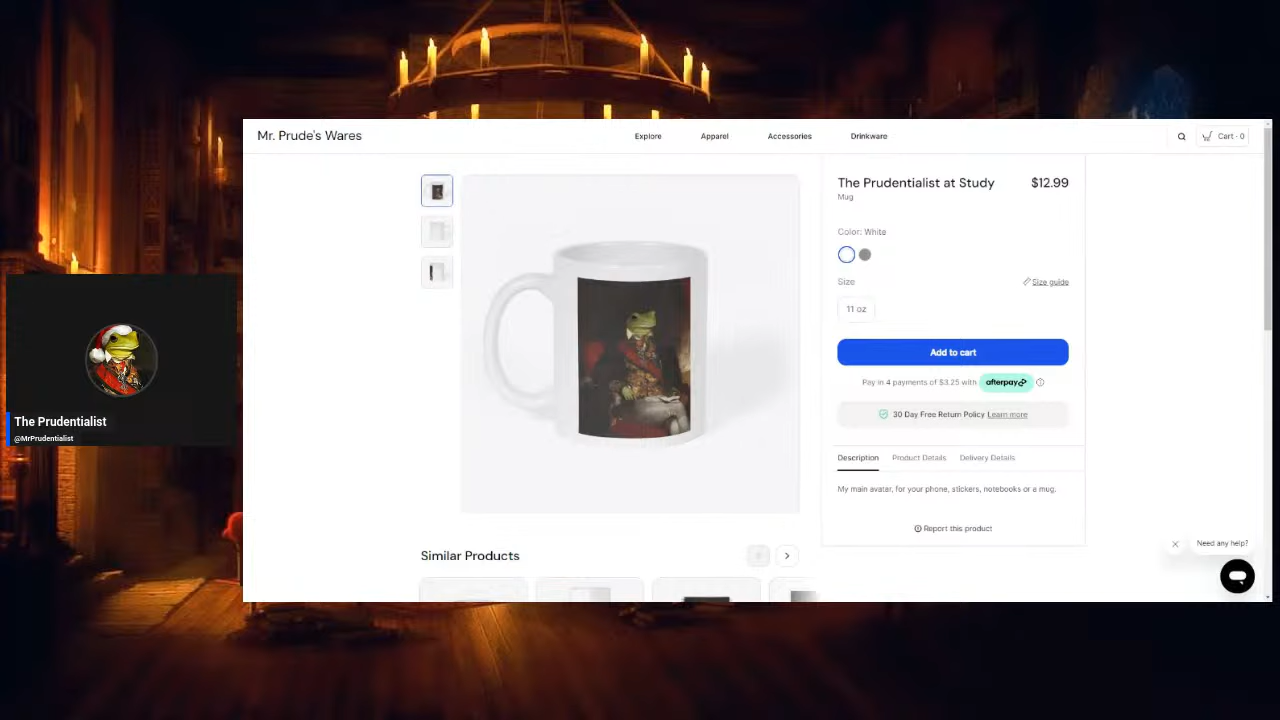 Mr. Prude's Wares
Explore
Apparel
Accessories
Drinkware
Cart · 0
The Prudentialist at Study
$12.99
Mug
Color: White
Size
Size guide
11 oz
Add to cart
Pay in 4 payments of $3.25 with afterpay
30 Day Free Return Policy Learn more
The Prudentialist
@MrPrudentialist
Description
Product Details
Delivery Details
My main avatar, for your phone, stickers, notebooks or a mug.
Report this product
Similar Products
Need any help?